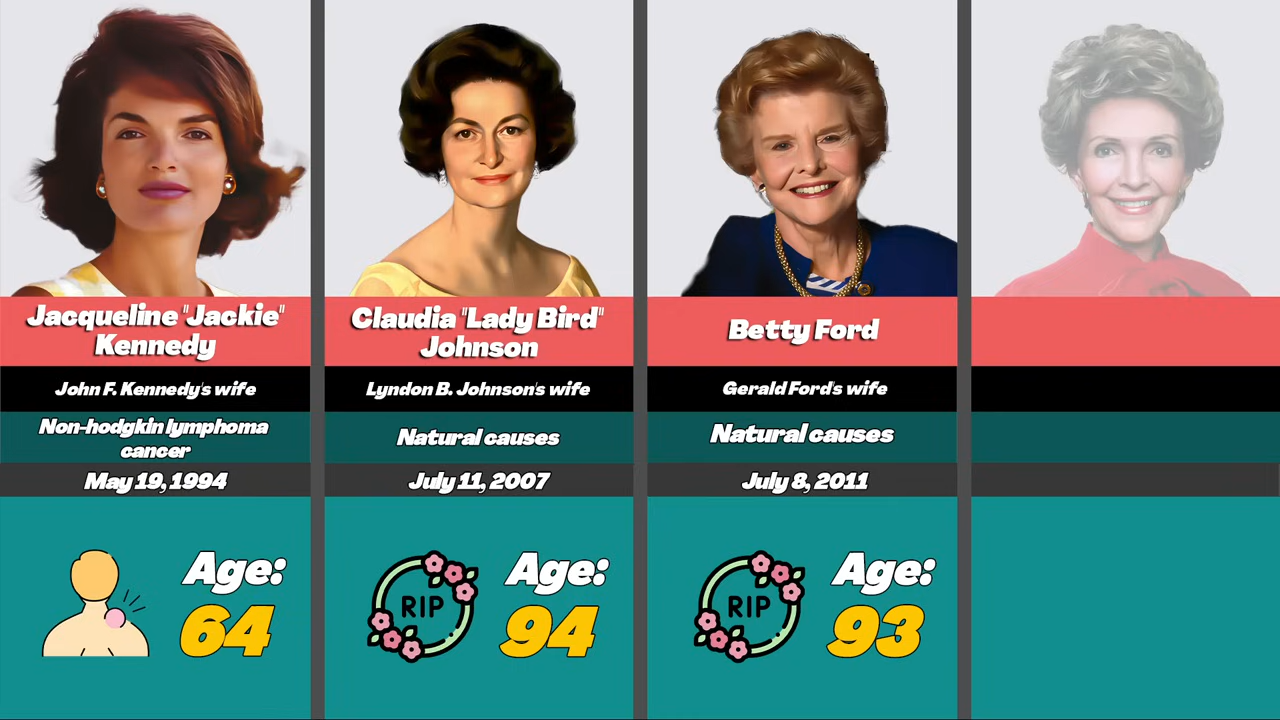 Jacqueline "Jackie"
Kennedy
John F. Kennedy's wife
Non-hodgkin lymphoma
cancer
May 19, 1994
Age:
64
Claudia "Lady Bird"
Johnson
Lyndon B. Johnson's wife
Natural causes
July 11, 2007
RIP
Age:
94
Betty Ford
Gerald Ford's wife
Natural causes
July 8, 2011
RIP
Age:
93